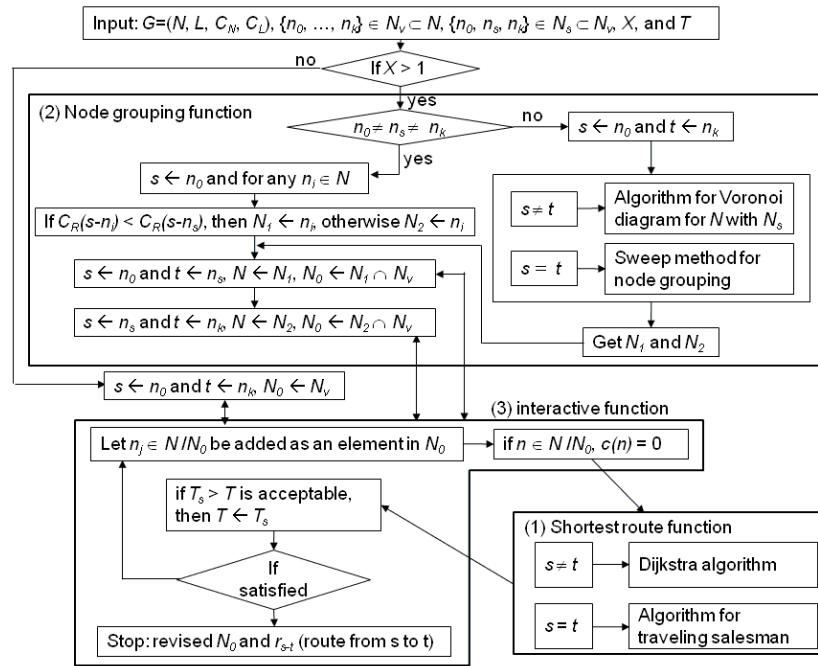 Input: G=(N, L, C_N, C_L), {n_0, ..., n_k} ∈ N_v ⊂ N, {n_0, n_s, n_k} ∈ N_s ⊂ N_v, X, and T
no
If X > 1
yes
(2) Node grouping function
n_0 ≠ n_s ≠ n_k
no
s ← n_0 and t ← n_k
yes
s ← n_0 and for any n_i ∈ N
s ≠ t
Algorithm for Voronoi
diagram for N with N_s
If C_R(s-n_i) < C_R(s-n_s), then N_1 ← n_i, otherwise N_2 ← n_i
s = t
Sweep method for
node grouping
s ← n_0 and t ← n_s, N ← N_1, N_0 ← N_1 ∩ N_v
s ← n_s and t ← n_k, N ← N_2, N_0 ← N_2 ∩ N_v
Get N_1 and N_2
s ← n_0 and t ← n_k, N_0 ← N_v
(3) interactive function
Let n_j ∈ N/N_0 be added as an element in N_0
if n ∈ N/N_0, c(n) = 0
if T_s > T is acceptable,
then T ← T_s
(1) Shortest route function
s ≠ t
Dijkstra algorithm
If
satisfied
s = t
Algorithm for
traveling salesman
Stop: revised N_0 and r_s-t (route from s to t)